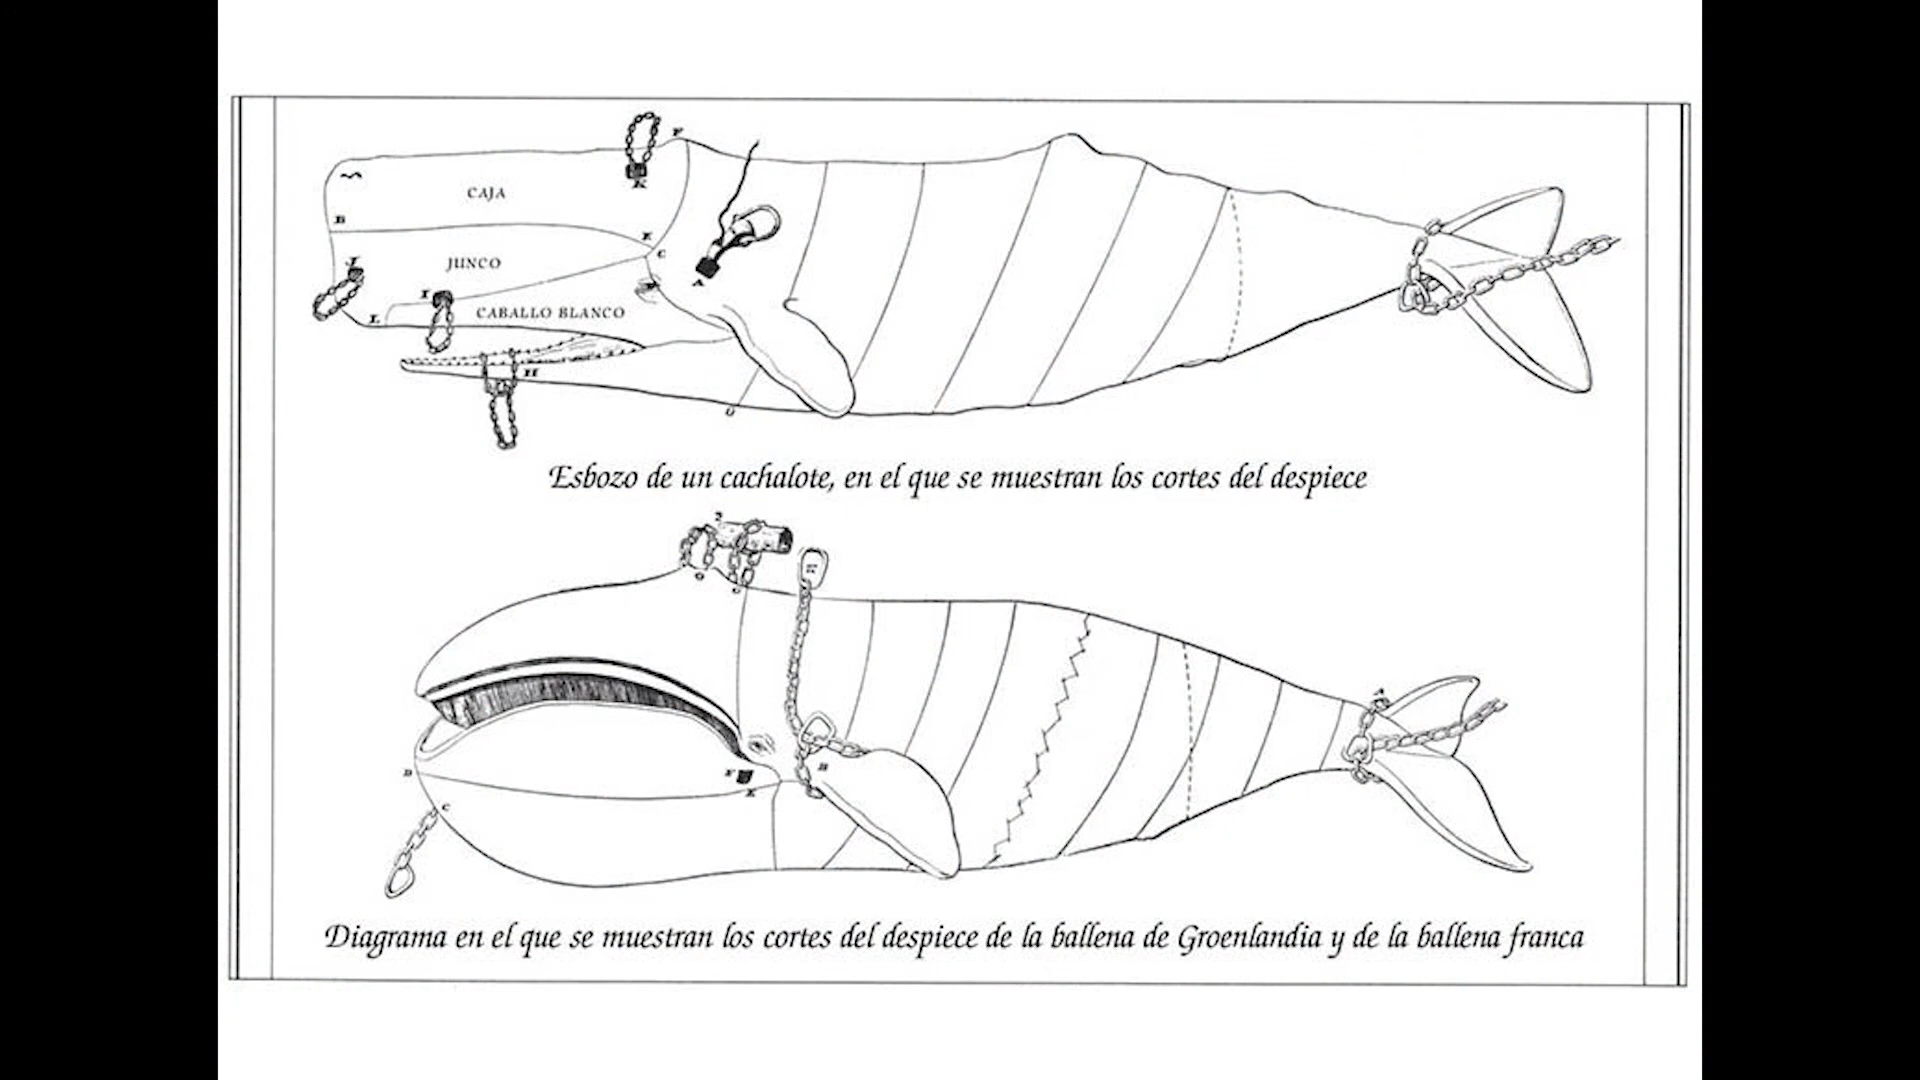 F
K
CAJA
B
E
C
JUNCO
J
A
I
CABALLO BLANCO
L
H
Esbozo de un cachalote, en el que se muestran los cortes del despiece
A
B
D
F
C
Diagrama en el que se muestran los cortes del despiece de la ballena de Groenlandia y de la ballena franca